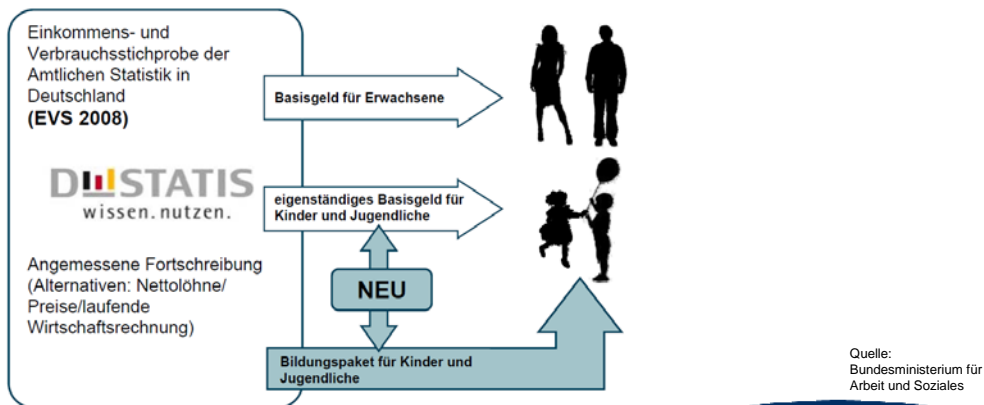 Einkommens- und
Verbrauchsstichprobe der
Amtlichen Statistik in
Deutschland
(EVS 2008)
Basisgeld für Erwachsene
DESTATIS
wissen.nutzen.
eigenständiges Basisgeld für
Kinder und Jugendliche
Angemessene Fortschreibung
(Alternativen: Nettolöhne/
Preise/laufende
Wirtschaftsrechnung)
NEU
Bildungspaket für Kinder und
Jugendliche
Quelle:
Bundesministerium für
Arbeit und Soziales